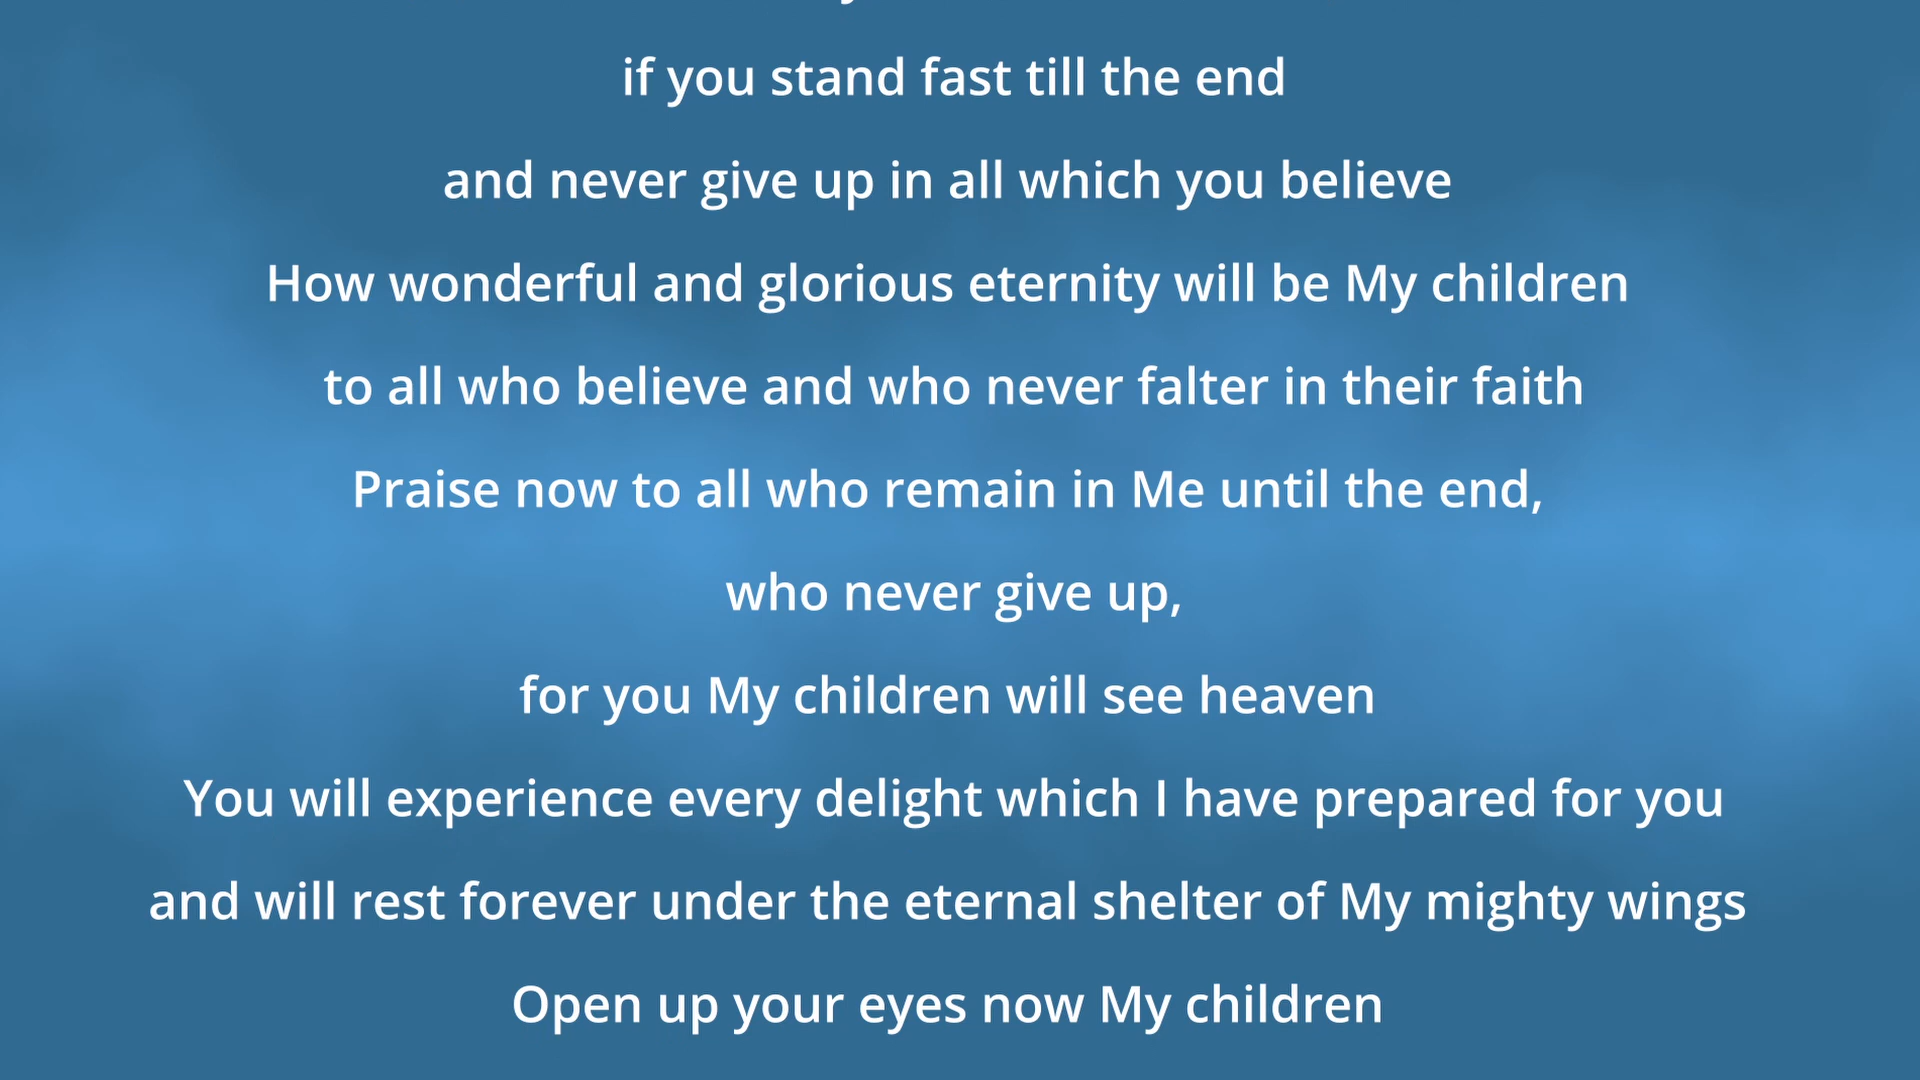 if you stand fast till the end
and never give up in all which you believe
How wonderful and glorious eternity will be My children
to all who believe and who never falter in their faith
Praise now to all who remain in Me until the end,
who never give up,
for you My children will see heaven
You will experience every delight which I have prepared for you
and will rest forever under the eternal shelter of My mighty wings
Open up your eyes now My children